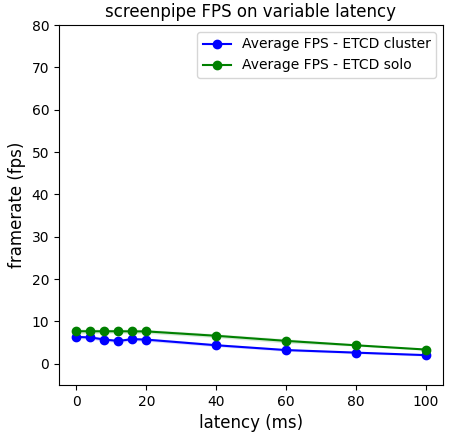 screenpipe FPS on variable latency
Average FPS - ETCD cluster
Average FPS - ETCD solo
framerate (fps)
80
70
60
50
40
30
20
10
0
0 20 40 60 80 100
latency (ms)